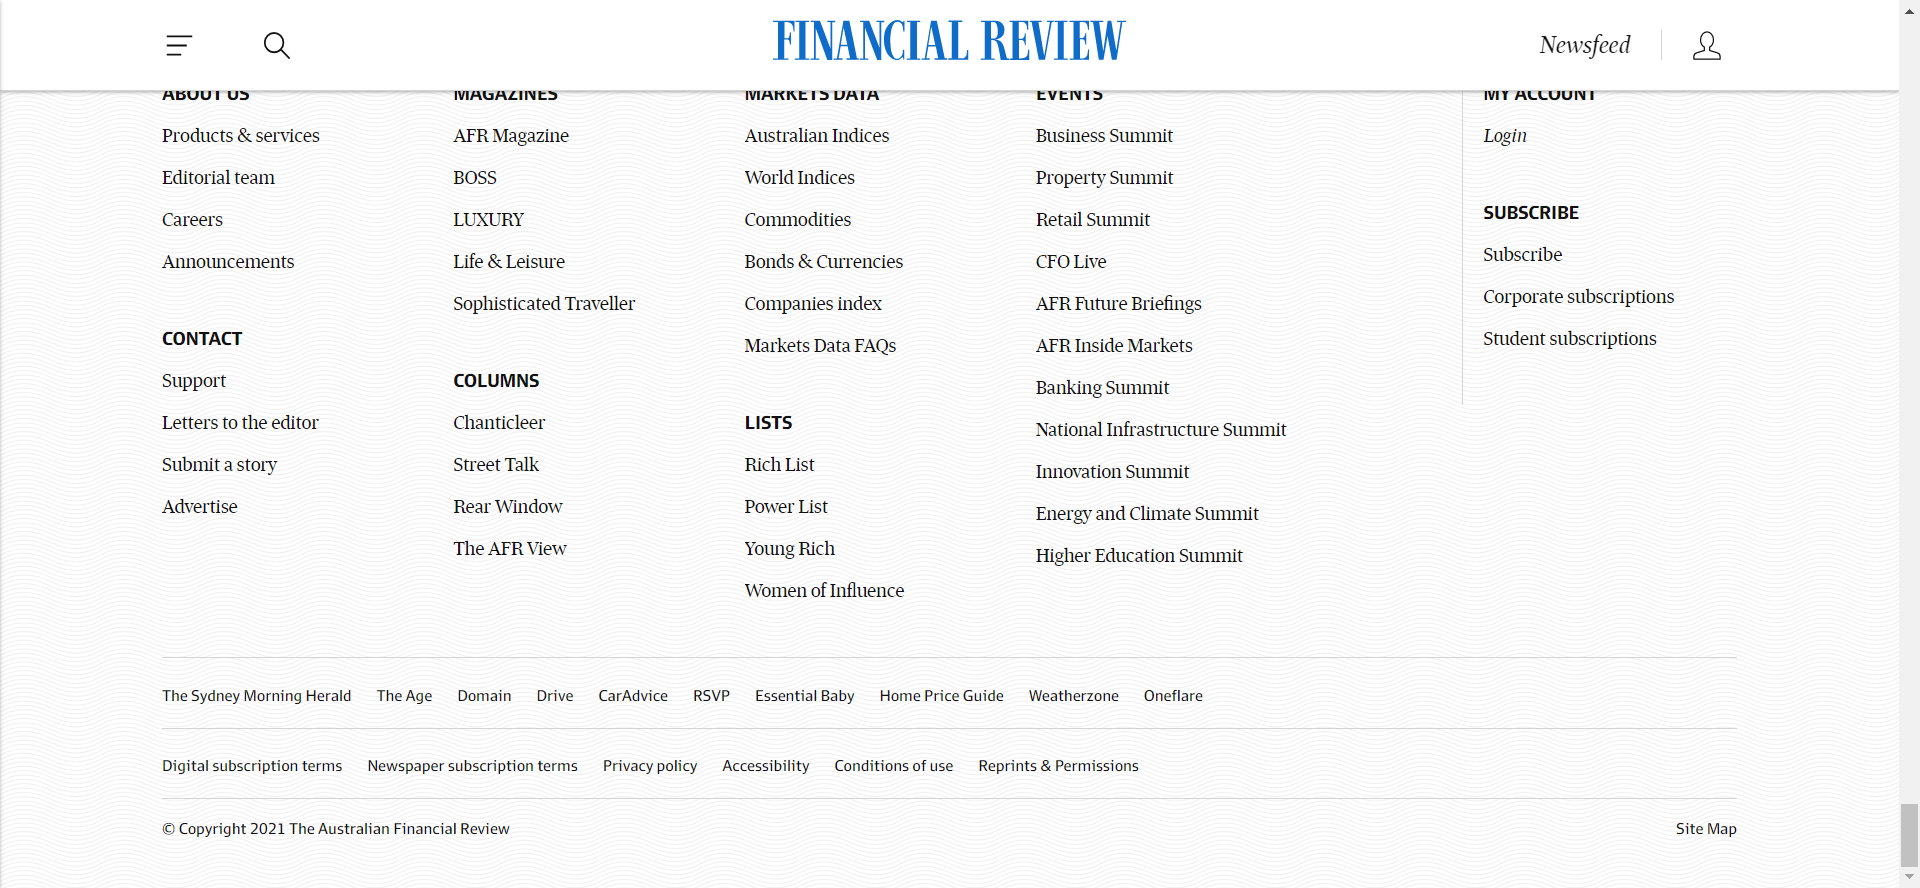 FINANCIAL REVIEW
Newsfeed
ABOUT US
Products & services
Editorial team
Careers
Announcements
CONTACT
Support
Letters to the editor
Submit a story
Advertise
MAGAZINES
AFR Magazine
BOSS
LUXURY
Life & Leisure
Sophisticated Traveller
COLUMNS
Chanticleer
Street Talk
Rear Window
The AFR View
MARKETS DATA
Australian Indices
World Indices
Commodities
Bonds & Currencies
Companies index
Markets Data FAQs
LISTS
Rich List
Power List
Young Rich
Women of Influence
EVENTS
Business Summit
Property Summit
Retail Summit
CFO Live
AFR Future Briefings
AFR Inside Markets
Banking Summit
National Infrastructure Summit
Innovation Summit
Energy and Climate Summit
Higher Education Summit
MY ACCOUNT
Login
SUBSCRIBE
Subscribe
Corporate subscriptions
Student subscriptions
The Sydney Morning Herald The Age Domain Drive CarAdvice RSVP Essential Baby Home Price Guide Weatherzone Oneflare
Digital subscription terms Newspaper subscription terms Privacy policy Accessibility Conditions of use Reprints & Permissions
© Copyright 2021 The Australian Financial Review Site Map